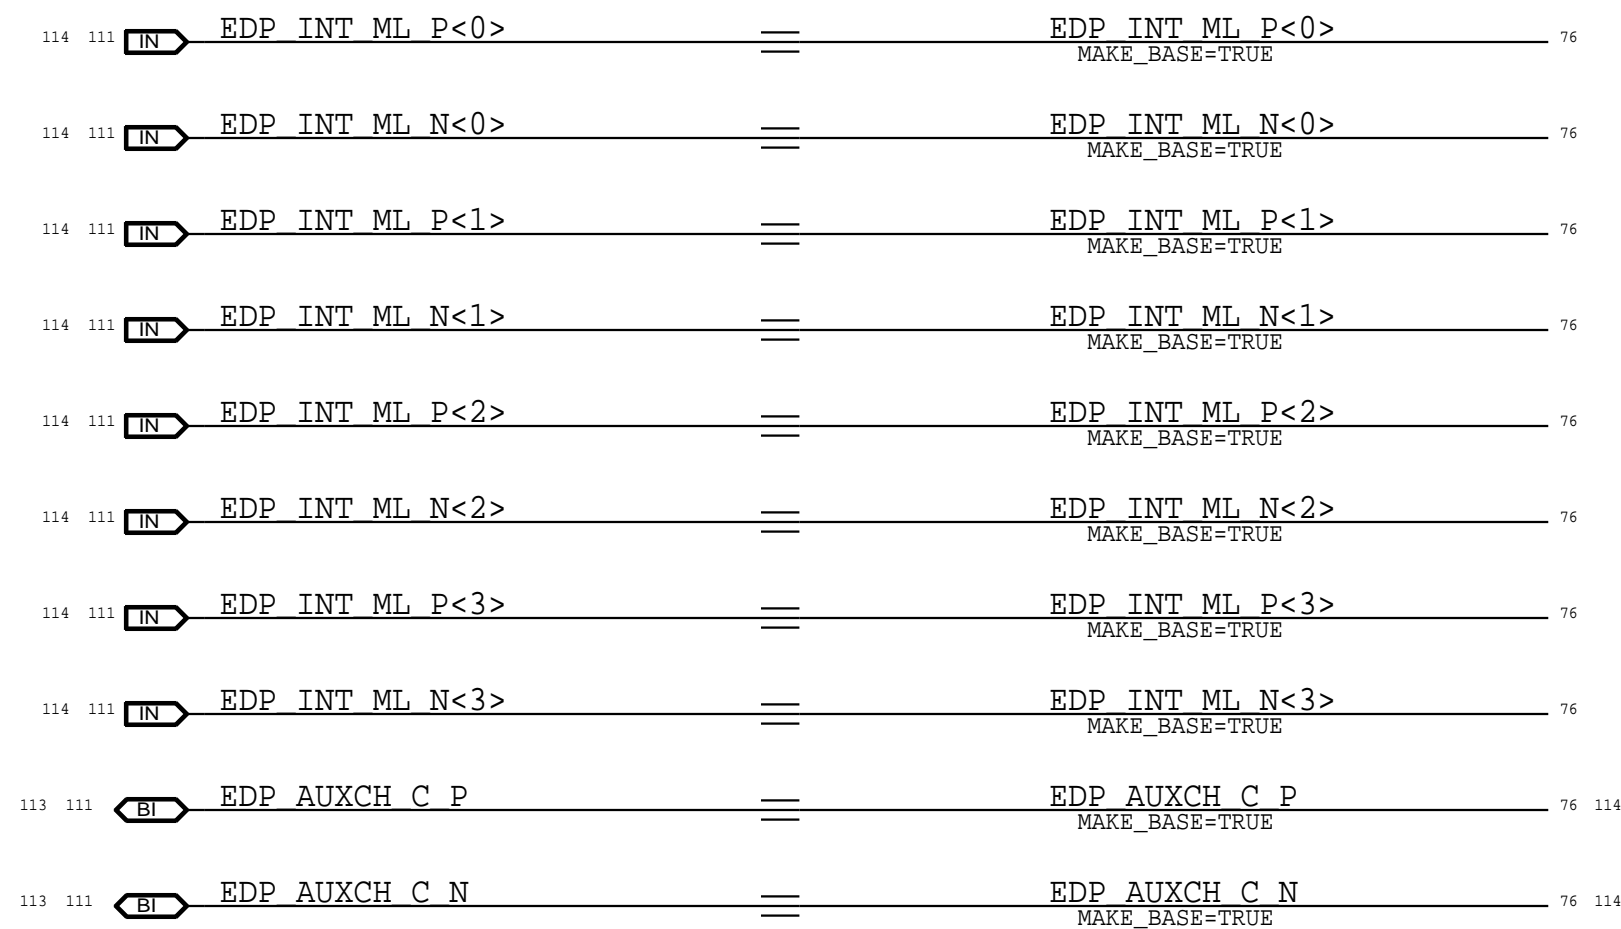 114 111 IN EDP_INT_ML_P<0> EDP_INT_ML_P<0> 76
MAKE_BASE=TRUE
114 111 IN EDP_INT_ML_N<0> EDP_INT_ML_N<0> 76
MAKE_BASE=TRUE
114 111 IN EDP_INT_ML_P<1> EDP_INT_ML_P<1> 76
MAKE_BASE=TRUE
114 111 IN EDP_INT_ML_N<1> EDP_INT_ML_N<1> 76
MAKE_BASE=TRUE
114 111 IN EDP_INT_ML_P<2> EDP_INT_ML_P<2> 76
MAKE_BASE=TRUE
114 111 IN EDP_INT_ML_N<2> EDP_INT_ML_N<2> 76
MAKE_BASE=TRUE
114 111 IN EDP_INT_ML_P<3> EDP_INT_ML_P<3> 76
MAKE_BASE=TRUE
114 111 IN EDP_INT_ML_N<3> EDP_INT_ML_N<3> 76
MAKE_BASE=TRUE
113 111 BI EDP_AUXCH_C_P EDP_AUXCH_C_P 76 114
MAKE_BASE=TRUE
113 111 BI EDP_AUXCH_C_N EDP_AUXCH_C_N 76 114
MAKE_BASE=TRUE